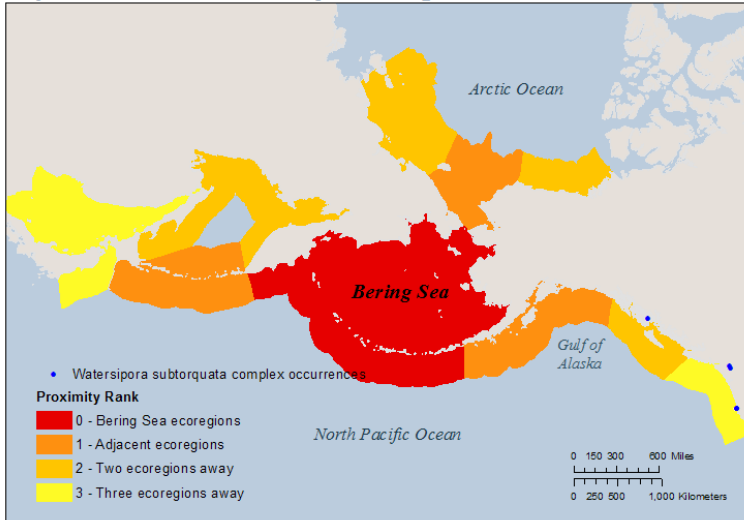 Arctic Ocean
Bering Sea
Gulf of
Alaska
Watersipora subtorquata complex occurrences
Proximity Rank
0 - Bering Sea ecoregions
1 - Adjacent ecoregions
2 - Two ecoregions away
3 - Three ecoregions away
North Pacific Ocean
0 150 300 600 Miles
0 250 500 1,000 Kilometers